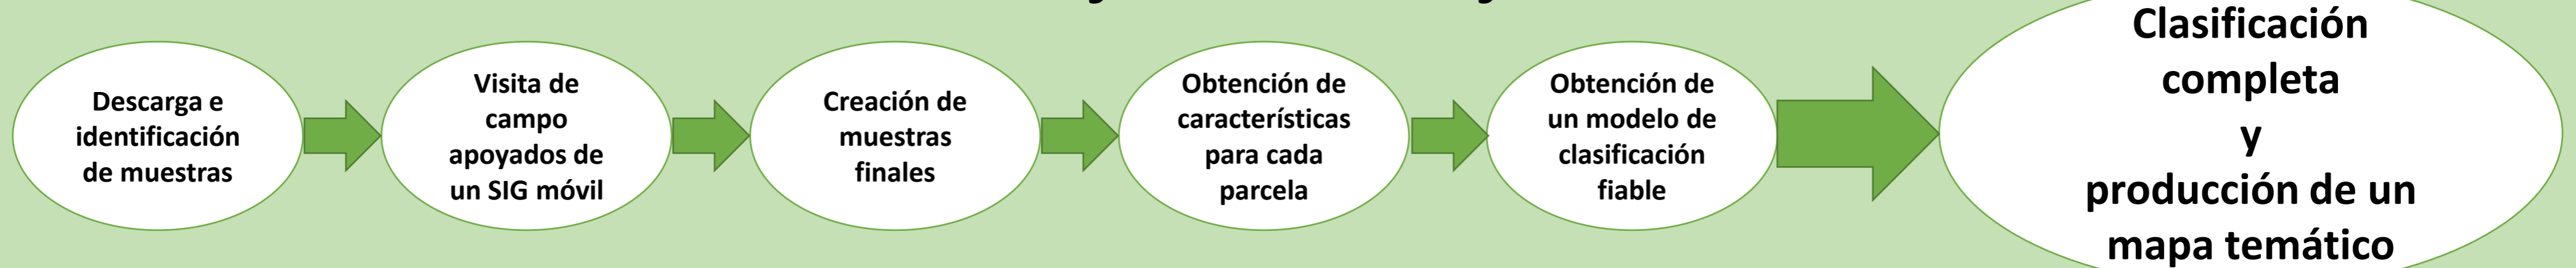 Descarga e
identificación
de muestras
Visita de
campo
apoyados de
un SIG móvil
Creación de
muestras
finales
Obtención de
características
para cada
parcela
Obtención de
un modelo de
clasificación
fiable
Clasificación
completa
y
producción de un
mapa temático